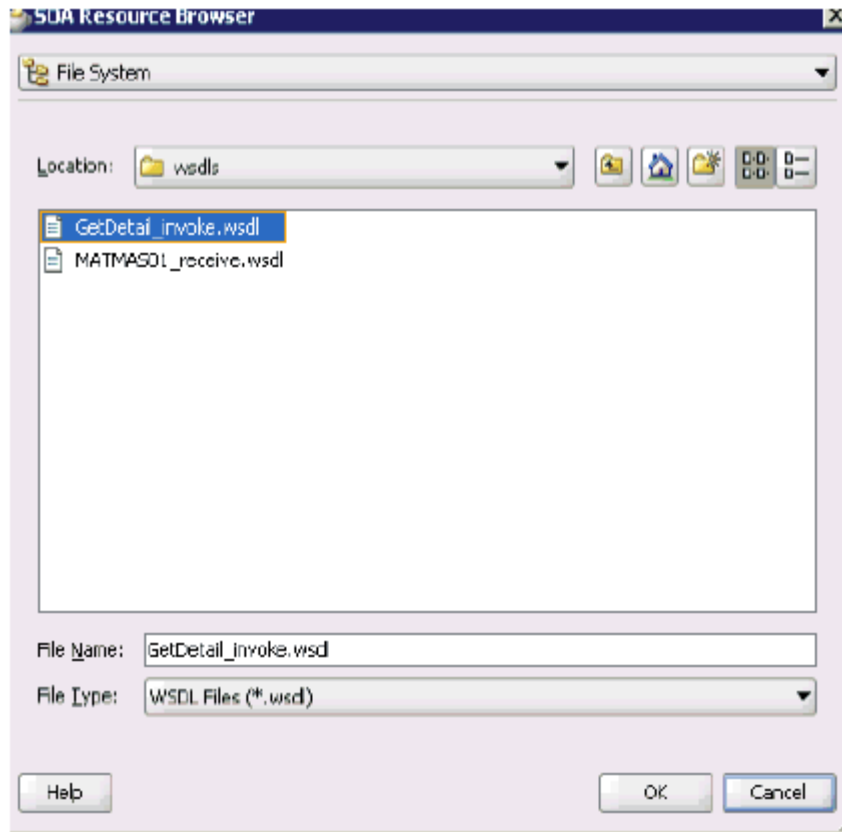 SOA Resource Browser
File System
Location: wsdls
GetDetail_invoke.wsdl
MATMAS01_receive.wsdl
File Name: GetDetail_invoke.wsdl
File Type: WSDL Files (*.wsdl)
Help OK Cancel